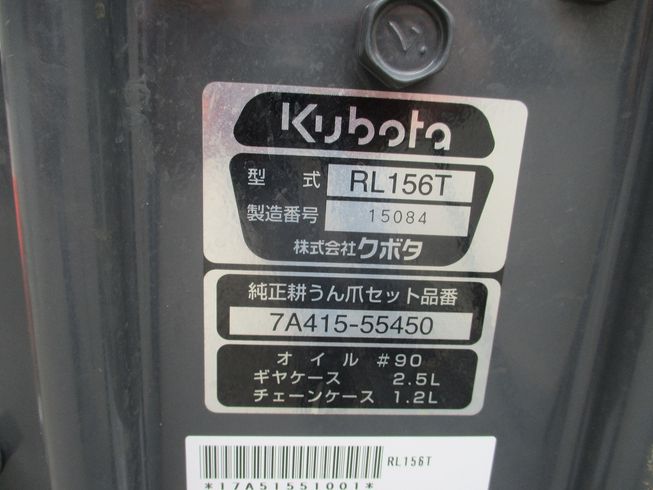 Kubota
型 式 RL156T
製造番号 15084
株式会社クボタ
純正耕うん爪セット品番
7A415-55450
オイル #90
ギヤケース 2.5L
チェーンケース 1.2L
RL156T
*17A51551001*